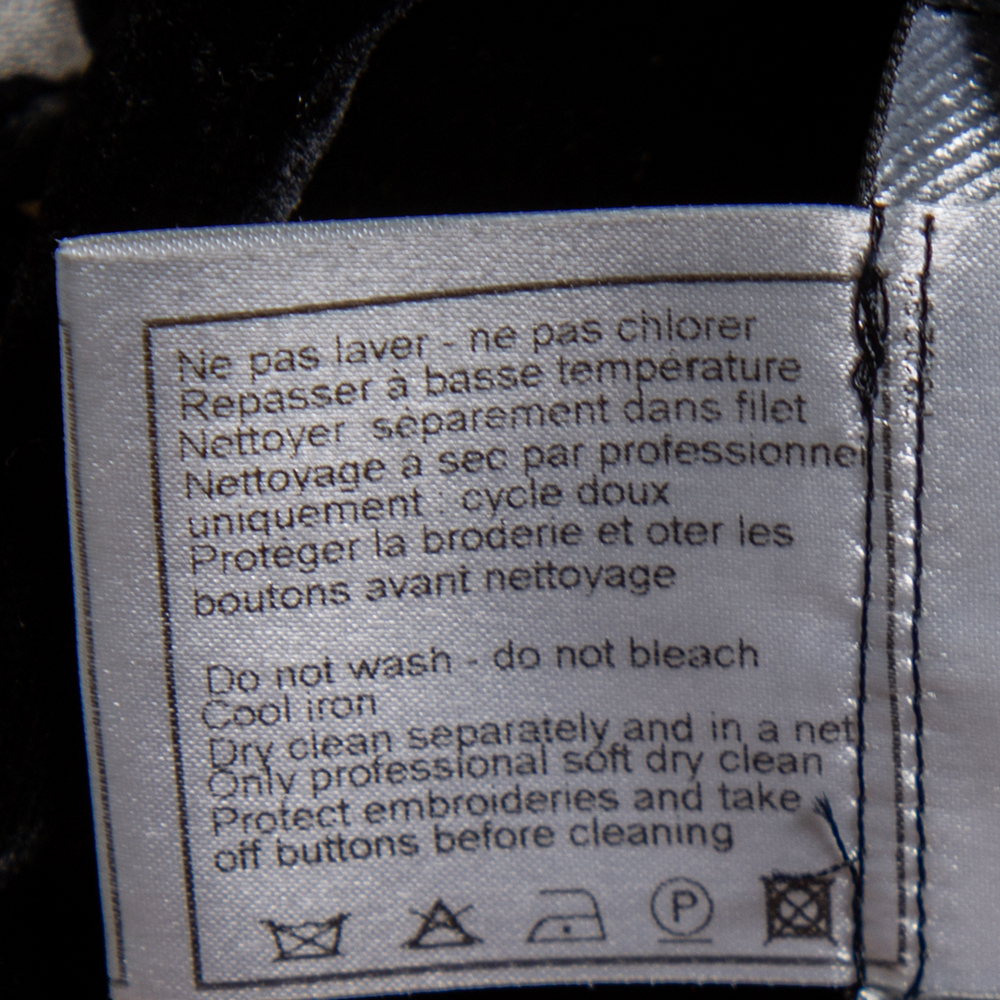 Ne pas laver - ne pas chlorer
Repasser à basse température
Nettoyer séparement dans filet
Nettoyage à sec par professionnel
uniquement : cycle doux
Protéger la broderie et oter les
boutons avant nettoyage
Do not wash - do not bleach
Cool iron
Dry clean separately and in a net
Only professional soft dry clean
Protect embroideries and take
off buttons before cleaning
P